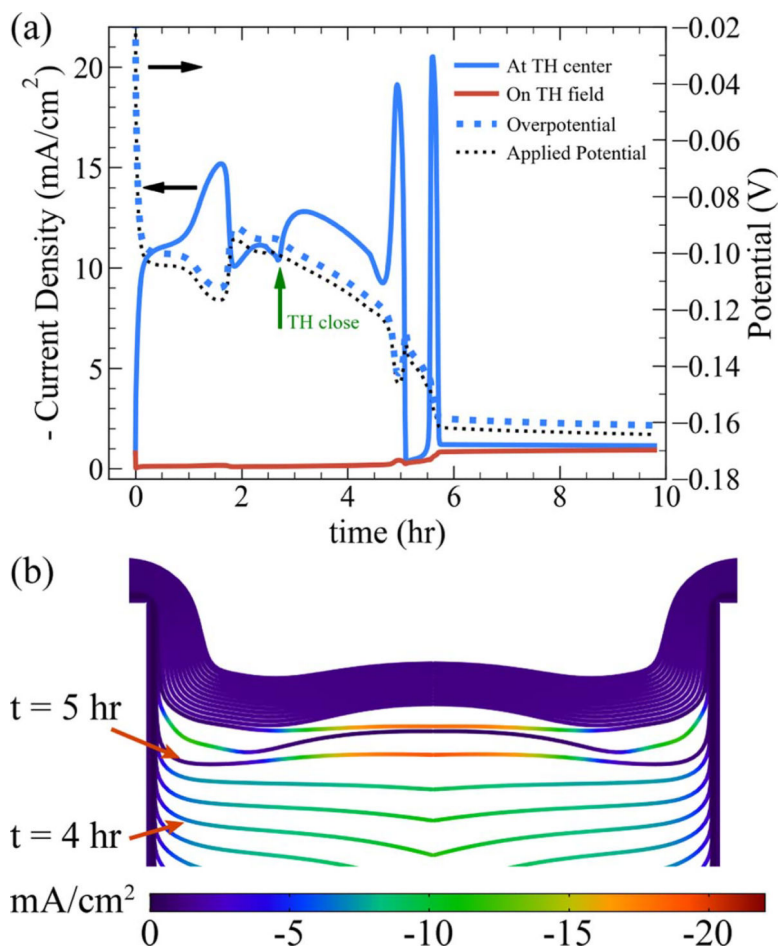 (a)
20
15
10
5
0
- Current Density (mA/cm²)
At TH center
On TH field
Overpotential
Applied Potential
TH close
−0.02
−0.04
−0.06
−0.08
−0.10
−0.12
−0.14
−0.16
−0.18
Potential (V)
0 2 4 6 8 10
time (hr)
(b)
t = 5 hr
t = 4 hr
mA/cm²
0 -5 -10 -15 -20